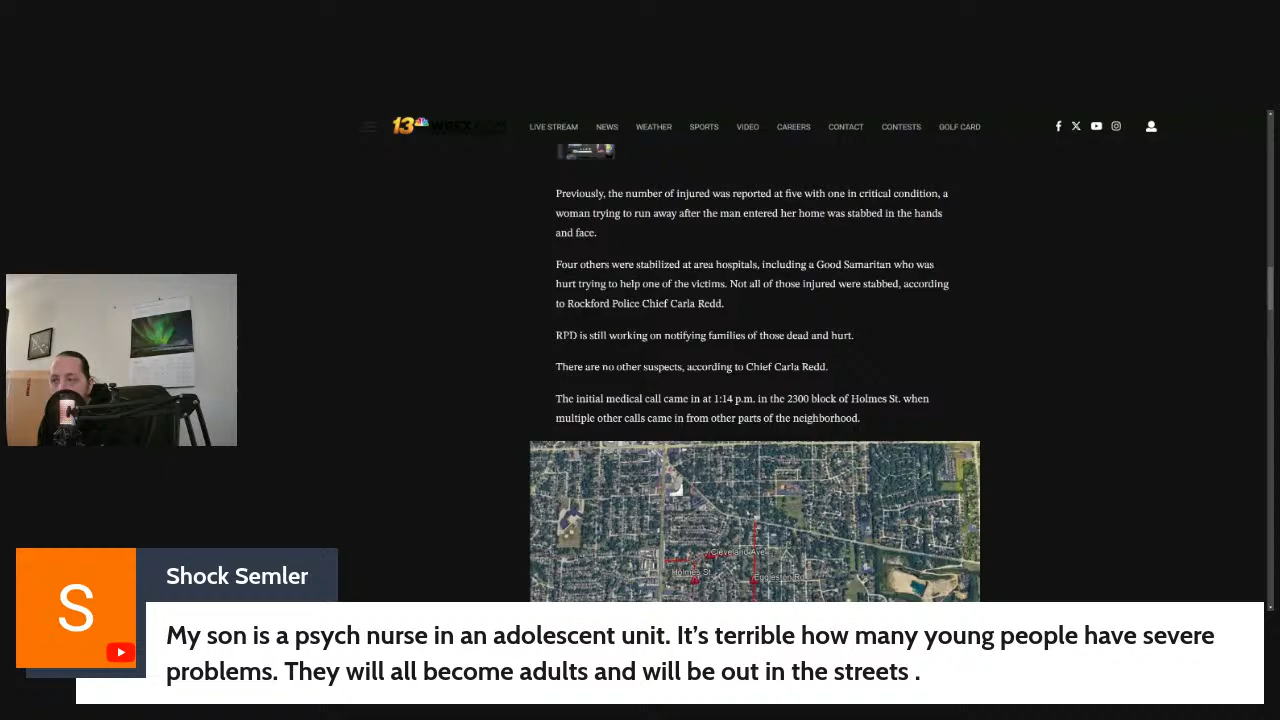 13 WREX.COM
LIVE STREAM NEWS WEATHER SPORTS VIDEO CAREERS CONTACT CONTESTS GOLF CARD
Previously, the number of injured was reported at five with one in critical condition, a
woman trying to run away after the man entered her home was stabbed in the hands
and face.
Four others were stabilized at area hospitals, including a Good Samaritan who was
hurt trying to help one of the victims. Not all of those injured were stabbed, according
to Rockford Police Chief Carla Redd.
RPD is still working on notifying families of those dead and hurt.
There are no other suspects, according to Chief Carla Redd.
The initial medical call came in at 1:14 p.m. in the 2300 block of Holmes St. when
multiple other calls came in from other parts of the neighborhood.
Cleveland Ave
Holmes St
Eggleston Rd
S
Shock Semler
My son is a psych nurse in an adolescent unit. It’s terrible how many young people have severe
problems. They will all become adults and will be out in the streets .